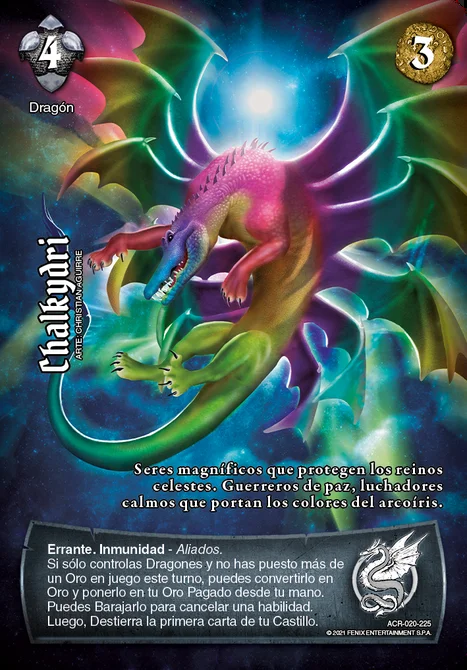 4
3
Dragón
Chalkydri
ARTE: CHRISTIAN AGUIRRE
Seres magníficos que protegen los reinos
celestes. Guerreros de paz, luchadores
calmos que portan los colores del arcoíris.
Errante. Inmunidad - Aliados.
Si sólo controlas Dragones y no has puesto más de
un Oro en juego este turno, puedes convertirlo en
Oro y ponerlo en tu Oro Pagado desde tu mano.
Puedes Barajarlo para cancelar una habilidad.
Luego, Destierra la primera carta de tu Castillo.
ACR-020-225
© 2021 FENIX ENTERTAINMENT S.P.A.